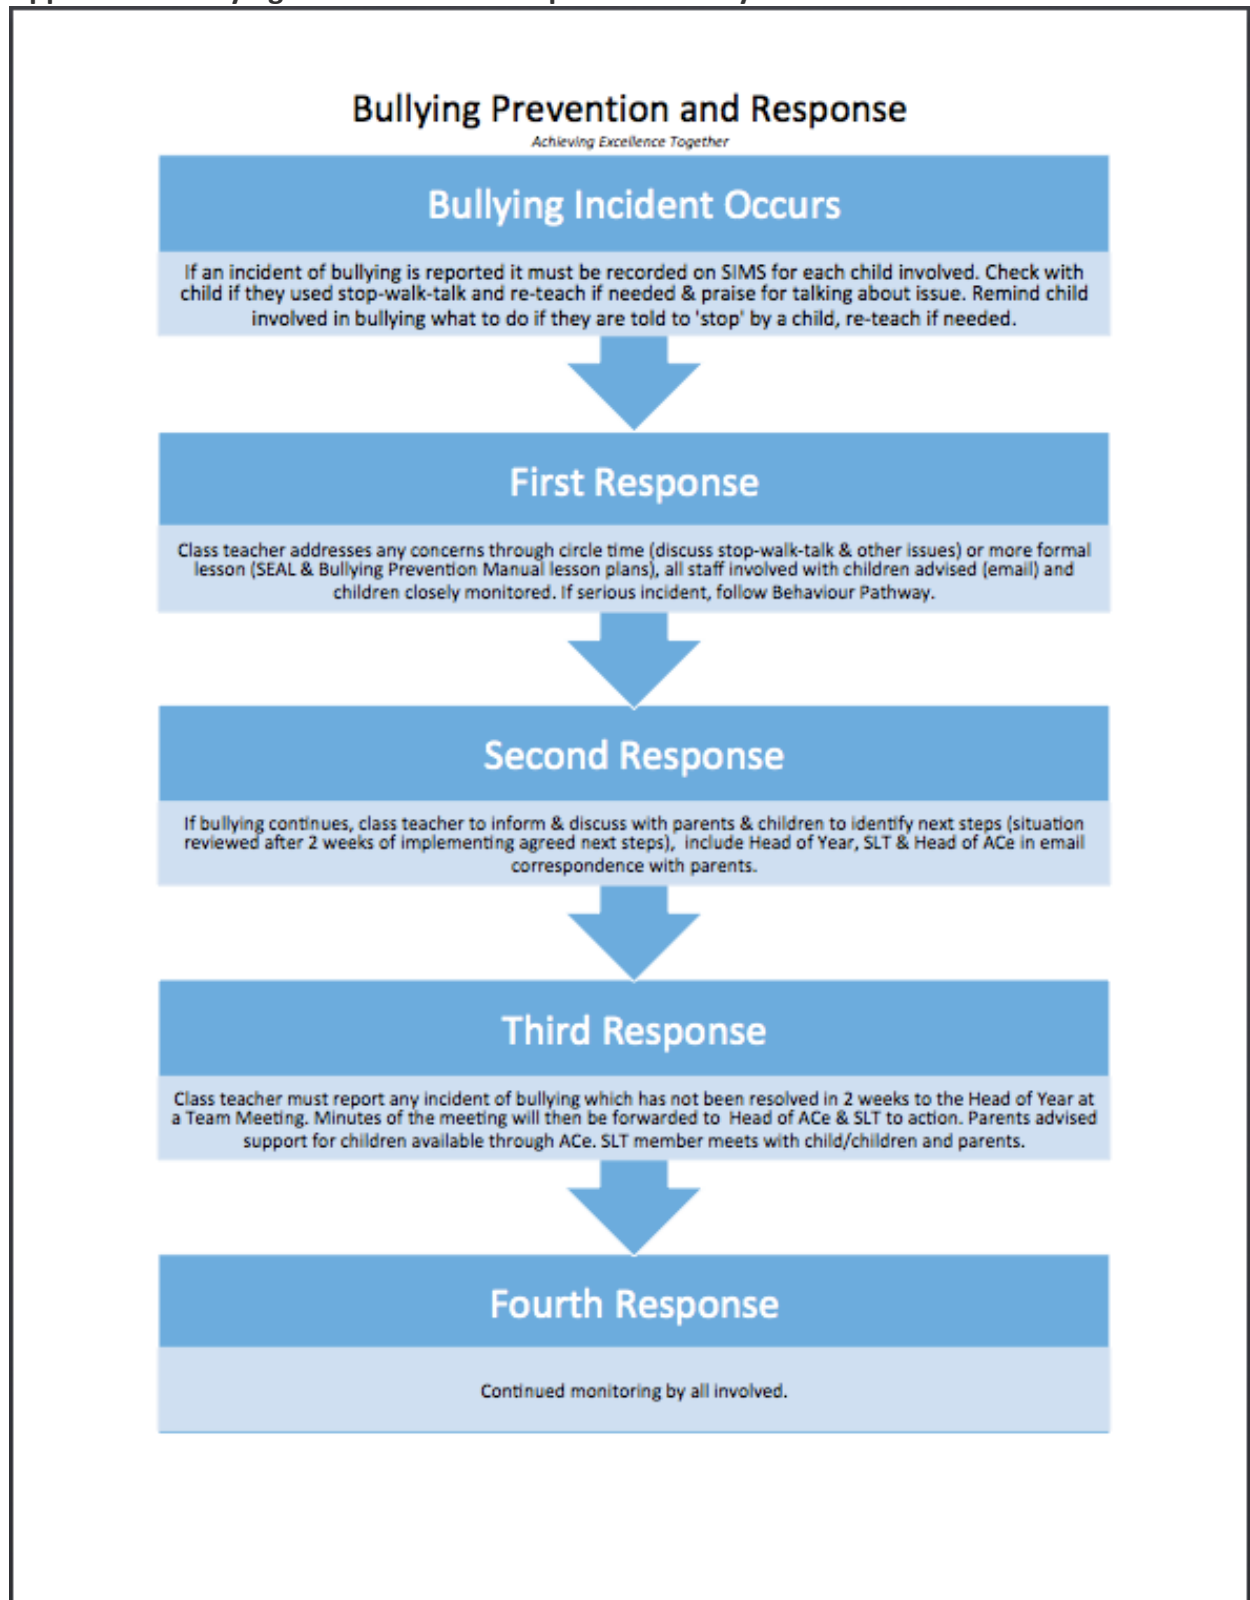 Bullying Prevention and Response
Achieving Excellence Together
Bullying Incident Occurs
If an incident of bullying is reported it must be recorded on SIMS for each child involved. Check with
child if they used stop-walk-talk and re-teach if needed & praise for talking about issue. Remind child
involved in bullying what to do if they are told to 'stop' by a child, re-teach if needed.
First Response
Class teacher addresses any concerns through circle time (discuss stop-walk-talk & other issues) or more formal
lesson (SEAL & Bullying Prevention Manual lesson plans), all staff involved with children advised (email) and
children closely monitored. If serious incident, follow Behaviour Pathway.
Second Response
If bullying continues, class teacher to inform & discuss with parents & children to identify next steps (situation
reviewed after 2 weeks of implementing agreed next steps), include Head of Year, SLT & Head of ACe in email
correspondence with parents.
Third Response
Class teacher must report any incident of bullying which has not been resolved in 2 weeks to the Head of Year at
a Team Meeting. Minutes of the meeting will then be forwarded to Head of ACe & SLT to action. Parents advised
support for children available through ACe. SLT member meets with child/children and parents.
Fourth Response
Continued monitoring by all involved.